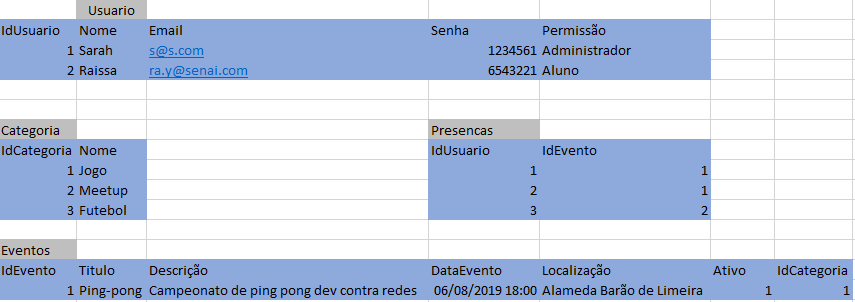 Usuario
IdUsuario Nome Email Senha Permissão
1 Sarah s@s.com 1234561 Administrador
2 Raissa ra.y@senai.com 6543221 Aluno
Categoria Presencas
IdCategoria Nome IdUsuario IdEvento
1 Jogo 1 1
2 Meetup 2 1
3 Futebol 3 2
Eventos
IdEvento Titulo Descrição DataEvento Localização Ativo IdCategoria
1 Ping-pong Campeonato de ping pong dev contra redes 06/08/2019 18:00 Alameda Barão de Limeira 1 1